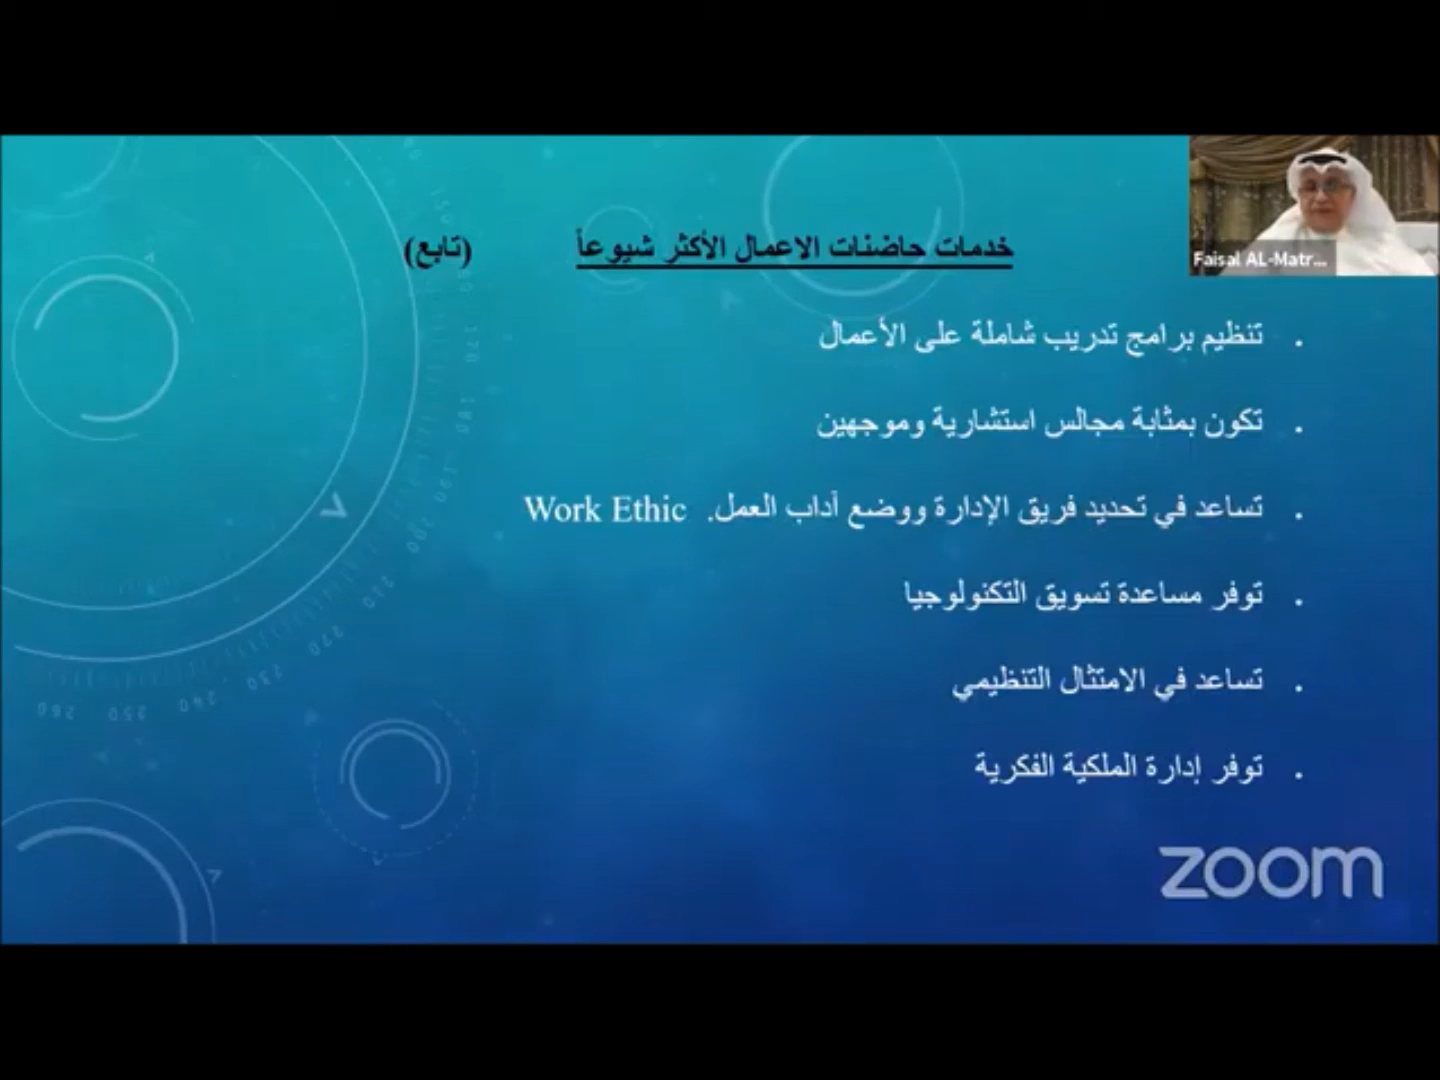 خدمات حاضنات الاعمال الأكثر شيوعاً (تابع)
Faisal AL-Matr...
. تنظيم برامج تدريب شاملة على الأعمال
. تكون بمثابة مجالس استشارية وموجهين
. تساعد في تحديد فريق الإدارة ووضع آداب العمل. Work Ethic
. توفر مساعدة تسويق التكنولوجيا
. تساعد في الامتثال التنظيمي
. توفر إدارة الملكية الفكرية
zoom